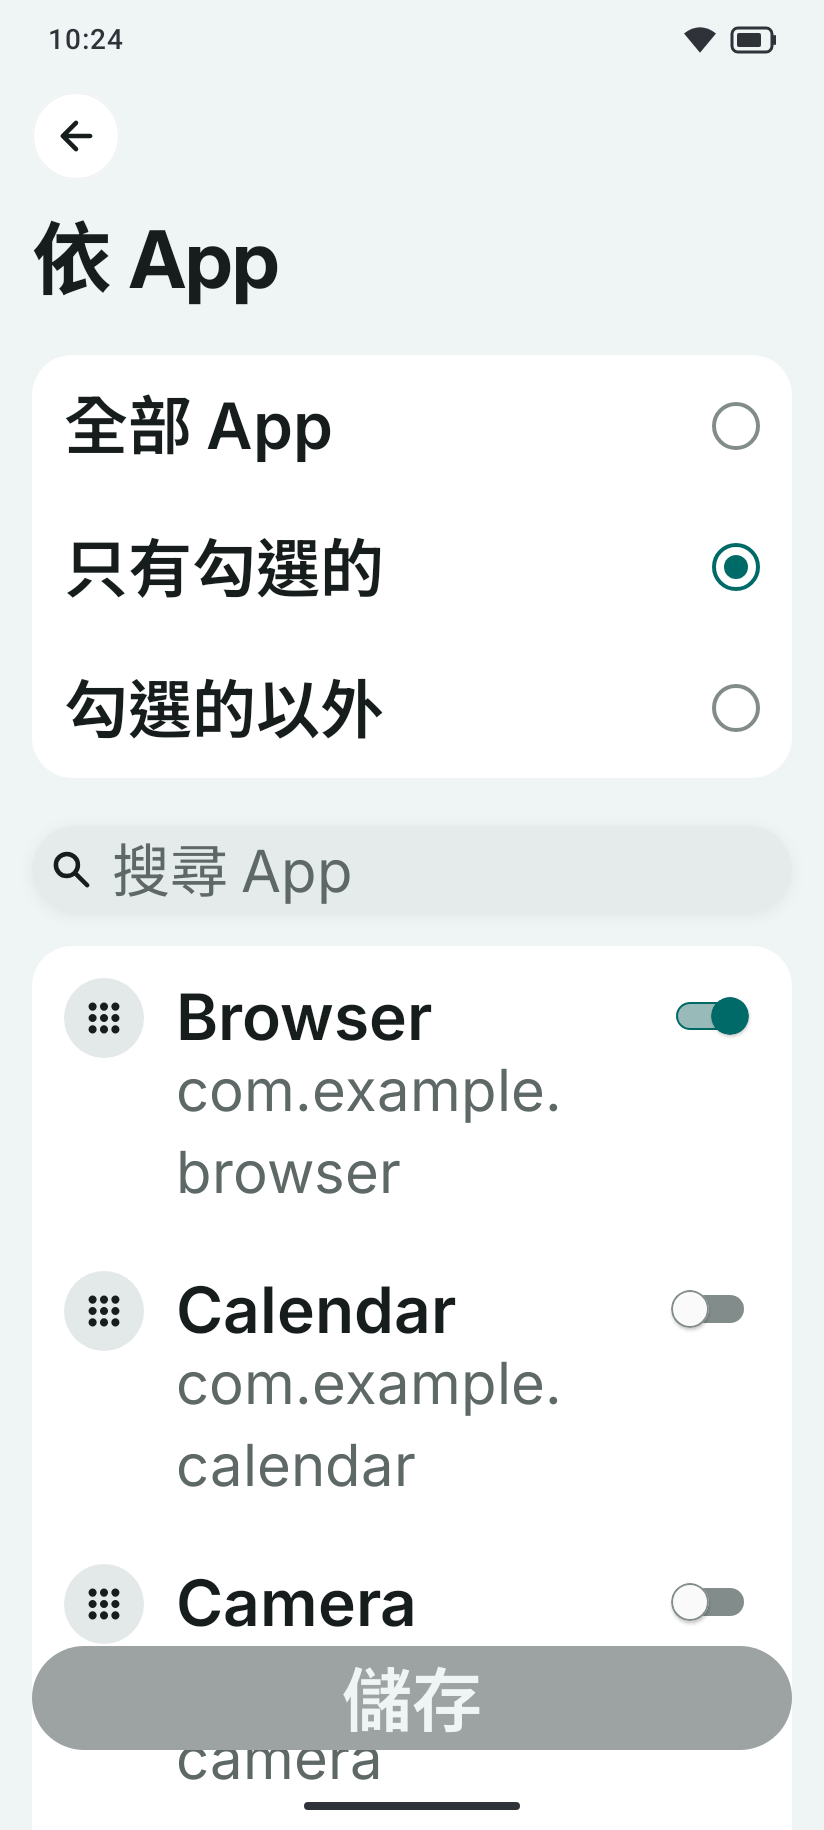 10:24
依 App
全部 App
只有勾選的
勾選的以外
搜尋 App
Browser
com.example.
browser
Calendar
com.example.
calendar
Camera
儲存
camera